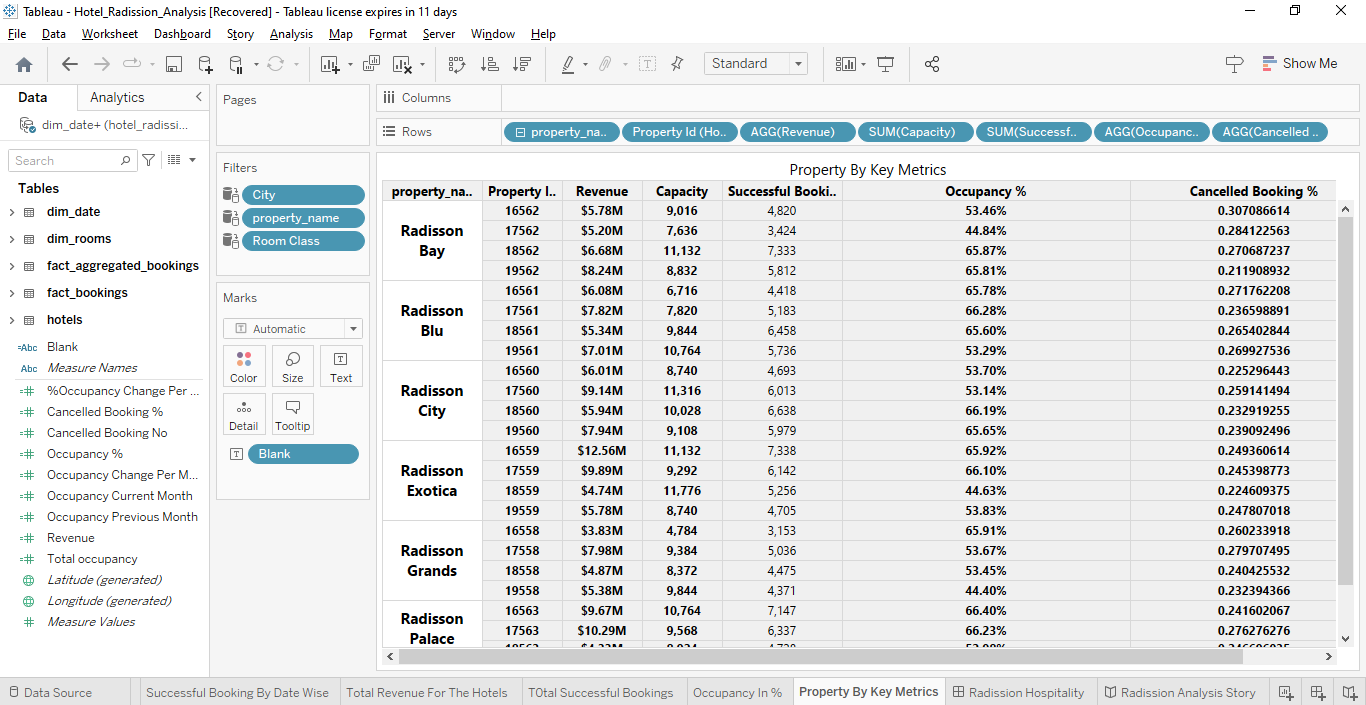 Tableau - Hotel_Radission_Analysis [Recovered] - Tableau license expires in 11 days
File Data Worksheet Dashboard Story Analysis Map Format Server Window Help
Standard Show Me
Data Analytics
dim_date+ (hotel_radissi...
Search
Tables
dim_date
dim_rooms
fact_aggregated_bookings
fact_bookings
hotels
Blank
Measure Names
%Occupancy Change Per ...
Cancelled Booking %
Cancelled Booking No
Occupancy %
Occupancy Change Per M...
Occupancy Current Month
Occupancy Previous Month
Revenue
Total occupancy
Latitude (generated)
Longitude (generated)
Measure Values
Pages
Filters
City
property_name
Room Class
Marks
Automatic
Color Size Text
Detail Tooltip
Blank
Columns
Rows property_na.. Property Id (Ho.. AGG(Revenue) SUM(Capacity) SUM(Successf.. AGG(Occupanc.. AGG(Cancelled ..
Property By Key Metrics
property_na.. Property I.. Revenue Capacity Successful Booki.. Occupancy % Cancelled Booking %
Radisson Bay
16562 $5.78M 9,016 4,820 53.46% 0.307086614
17562 $5.20M 7,636 3,424 44.84% 0.284122563
18562 $6.68M 11,132 7,333 65.87% 0.270687237
19562 $8.24M 8,832 5,812 65.81% 0.211908932
Radisson Blu
16561 $6.08M 6,716 4,418 65.78% 0.271762208
17561 $7.82M 7,820 5,183 66.28% 0.236598891
18561 $5.34M 9,844 6,458 65.60% 0.265402844
19561 $7.01M 10,764 5,736 53.29% 0.269927536
Radisson City
16560 $6.01M 8,740 4,693 53.70% 0.225296443
17560 $9.14M 11,316 6,013 53.14% 0.259141494
18560 $5.94M 10,028 6,638 66.19% 0.232919255
19560 $7.94M 9,108 5,979 65.65% 0.239092496
Radisson Exotica
16559 $12.56M 11,132 7,338 65.92% 0.249360614
17559 $9.89M 9,292 6,142 66.10% 0.245398773
18559 $4.74M 11,776 5,256 44.63% 0.224609375
19559 $5.78M 8,740 4,705 53.83% 0.247807018
Radisson Grands
16558 $3.83M 4,784 3,153 65.91% 0.260233918
17558 $7.98M 9,384 5,036 53.67% 0.279707495
18558 $4.87M 8,372 4,475 53.45% 0.240425532
19558 $5.38M 9,844 4,371 44.40% 0.232394366
Radisson Palace
16563 $9.67M 10,764 7,147 66.40% 0.241602067
17563 $10.29M 9,568 6,337 66.23% 0.276276276
Data Source Successful Booking By Date Wise Total Revenue For The Hotels T0tal Successful Bookings Occupancy In % Property By Key Metrics Radission Hospitality Radission Analysis Story